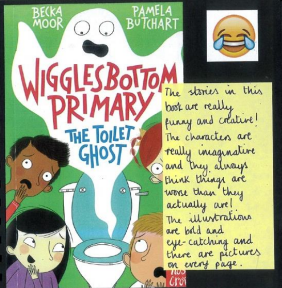 BECKA MOOR
PAMELA BUTCHART
WIGGLESBOTTOM
PRIMARY
THE TOILET
GHOST
The stories in this
book are really
funny and creative!
The characters are
really imaginative
and they always
think things are
worse than they
actually are!
The illustrations
are bold and
eye-catching and
there are pictures
on every page.